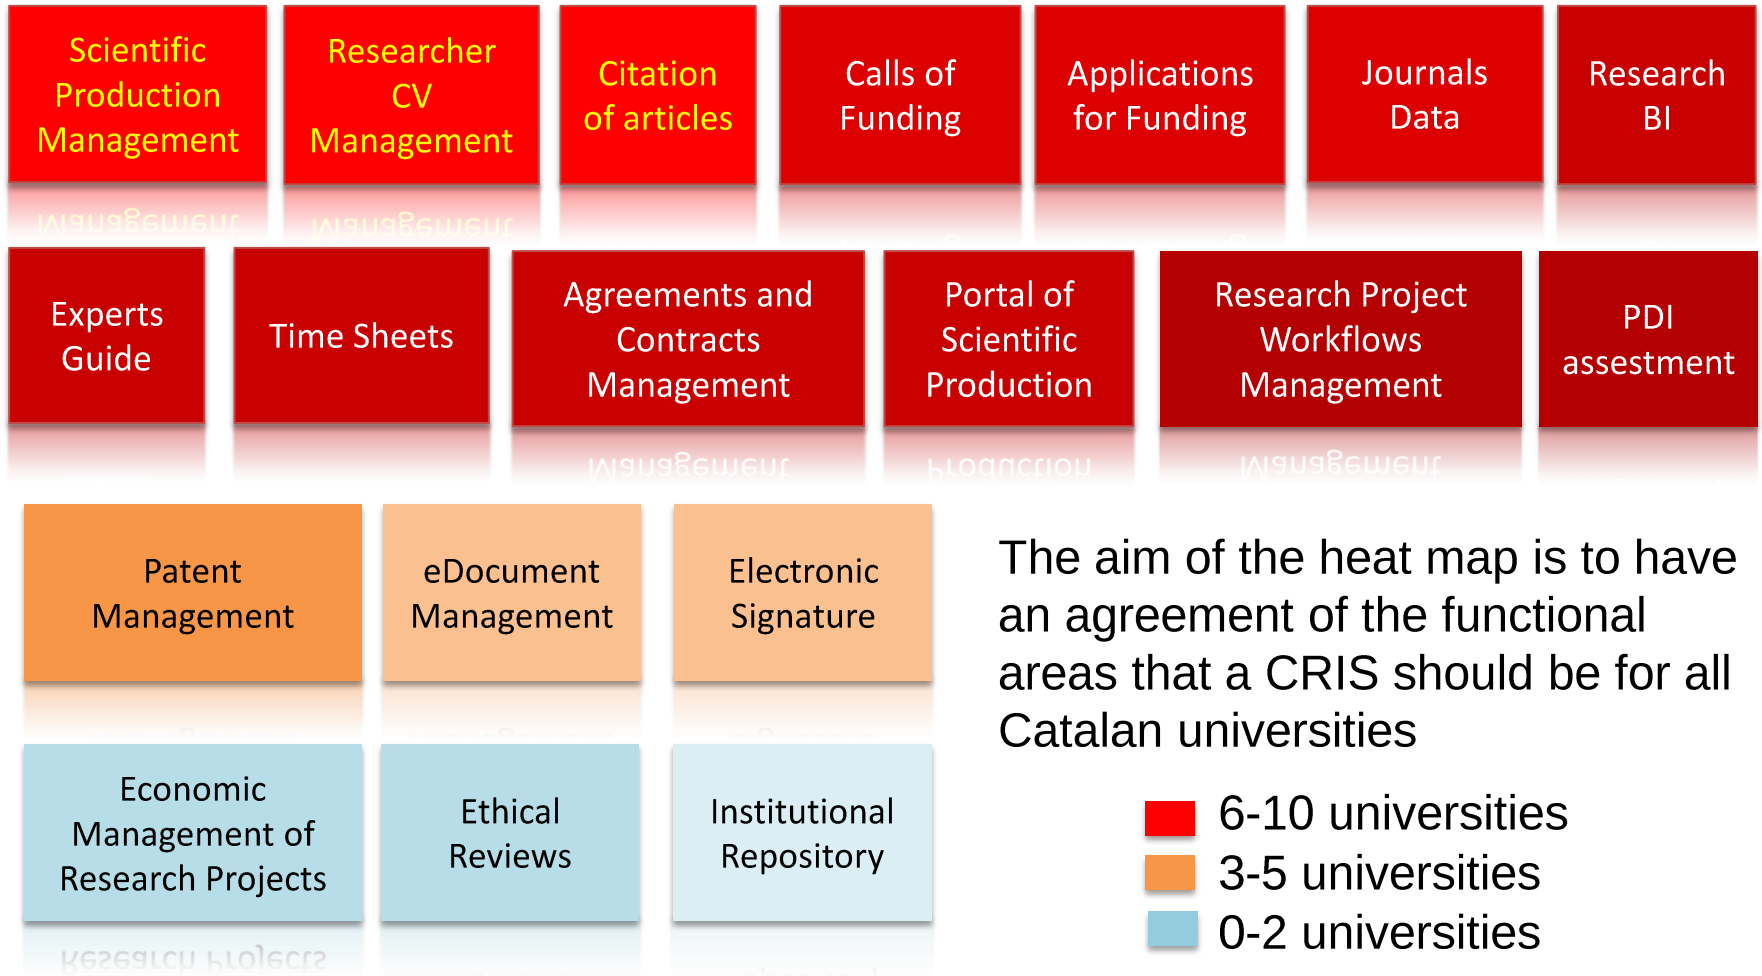 Scientific
Production
Management
Researcher
CV
Management
Citation
of articles
Calls of
Funding
Applications
for Funding
Journals
Data
Research
BI
Experts
Guide
Time Sheets
Agreements and
Contracts
Management
Portal of
Scientific
Production
Research Project
Workflows
Management
PDI
assestment
Patent
Management
eDocument
Management
Electronic
Signature
The aim of the heat map is to have
an agreement of the functional
areas that a CRIS should be for all
Catalan universities
Economic
Management of
Research Projects
Ethical
Reviews
Institutional
Repository
6-10 universities
3-5 universities
0-2 universities